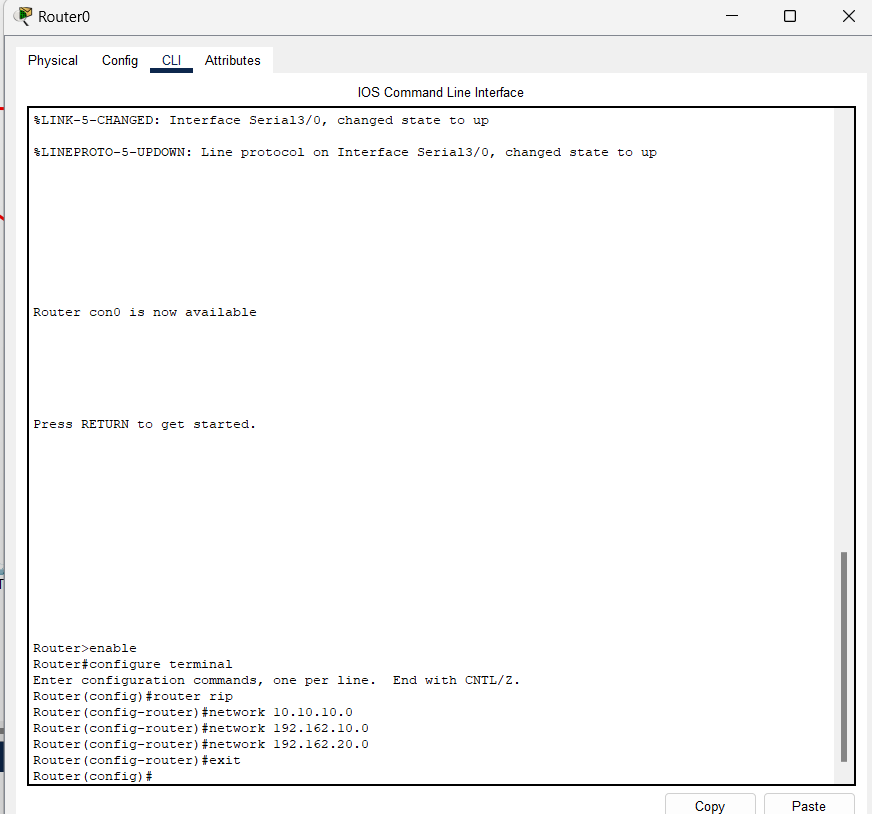 Router0
Physical Config CLI Attributes
IOS Command Line Interface
%LINK-5-CHANGED: Interface Serial3/0, changed state to up
%LINEPROTO-5-UPDOWN: Line protocol on Interface Serial3/0, changed state to up
Router con0 is now available
Press RETURN to get started.
Router>enable
Router#configure terminal
Enter configuration commands, one per line.  End with CNTL/Z.
Router(config)#router rip
Router(config-router)#network 10.10.10.0
Router(config-router)#network 192.162.10.0
Router(config-router)#network 192.162.20.0
Router(config-router)#exit
Router(config)#
Copy Paste